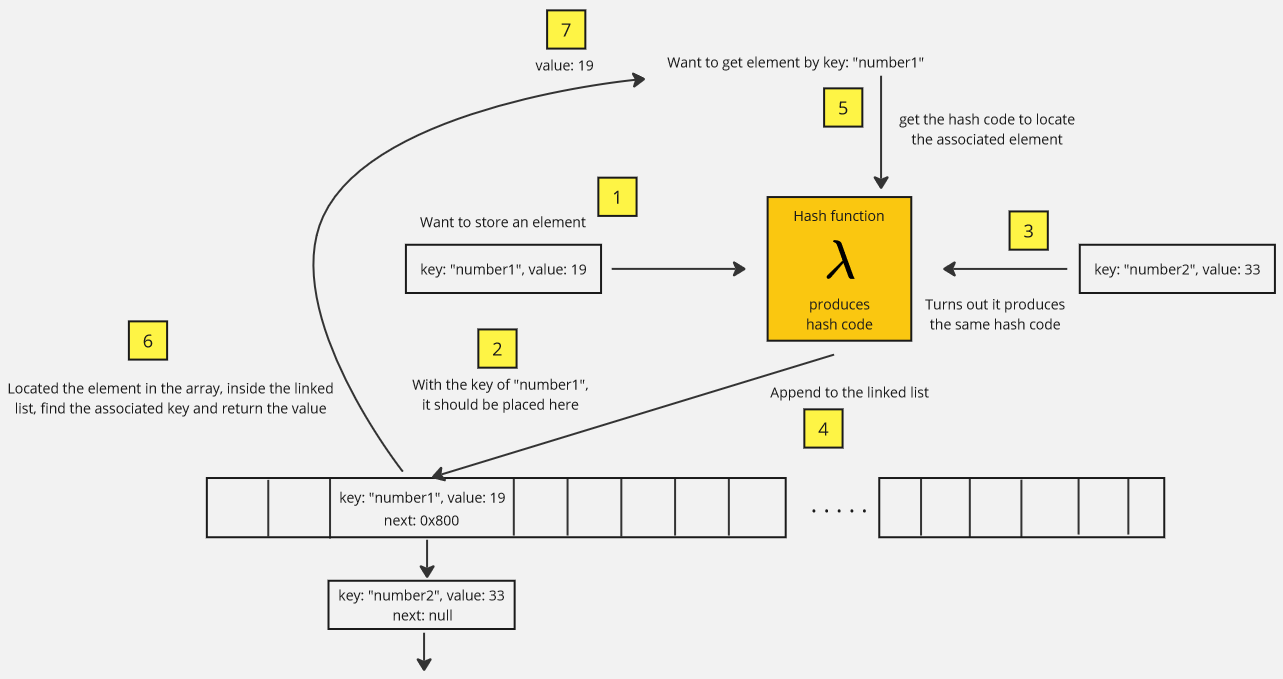 7
value: 19
Want to get element by key: "number1"
5
get the hash code to locate
the associated element
1
Want to store an element
key: "number1", value: 19
Hash function
λ
produces
hash code
3
key: "number2", value: 33
Turns out it produces
the same hash code
6
Located the element in the array, inside the linked
list, find the associated key and return the value
2
With the key of "number1",
it should be placed here
Append to the linked list
4
key: "number1", value: 19
next: 0x800
. . . . .
key: "number2", value: 33
next: null